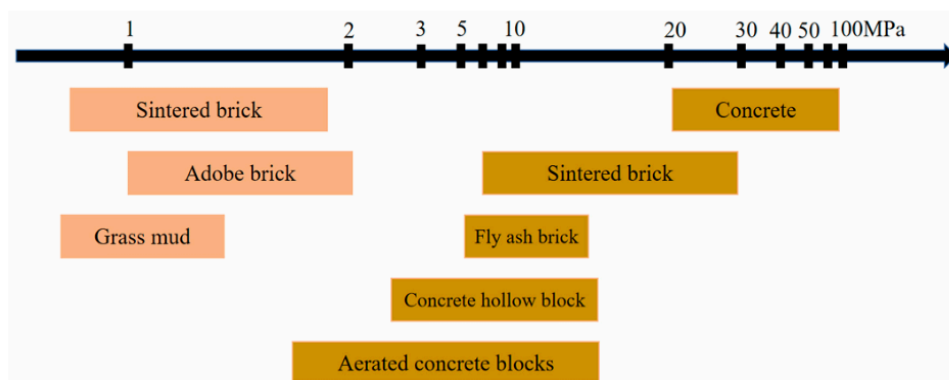 1 2 3 5 10 20 30 40 50 100MPa
Sintered brick Concrete
Adobe brick Sintered brick
Grass mud Fly ash brick
Concrete hollow block
Aerated concrete blocks